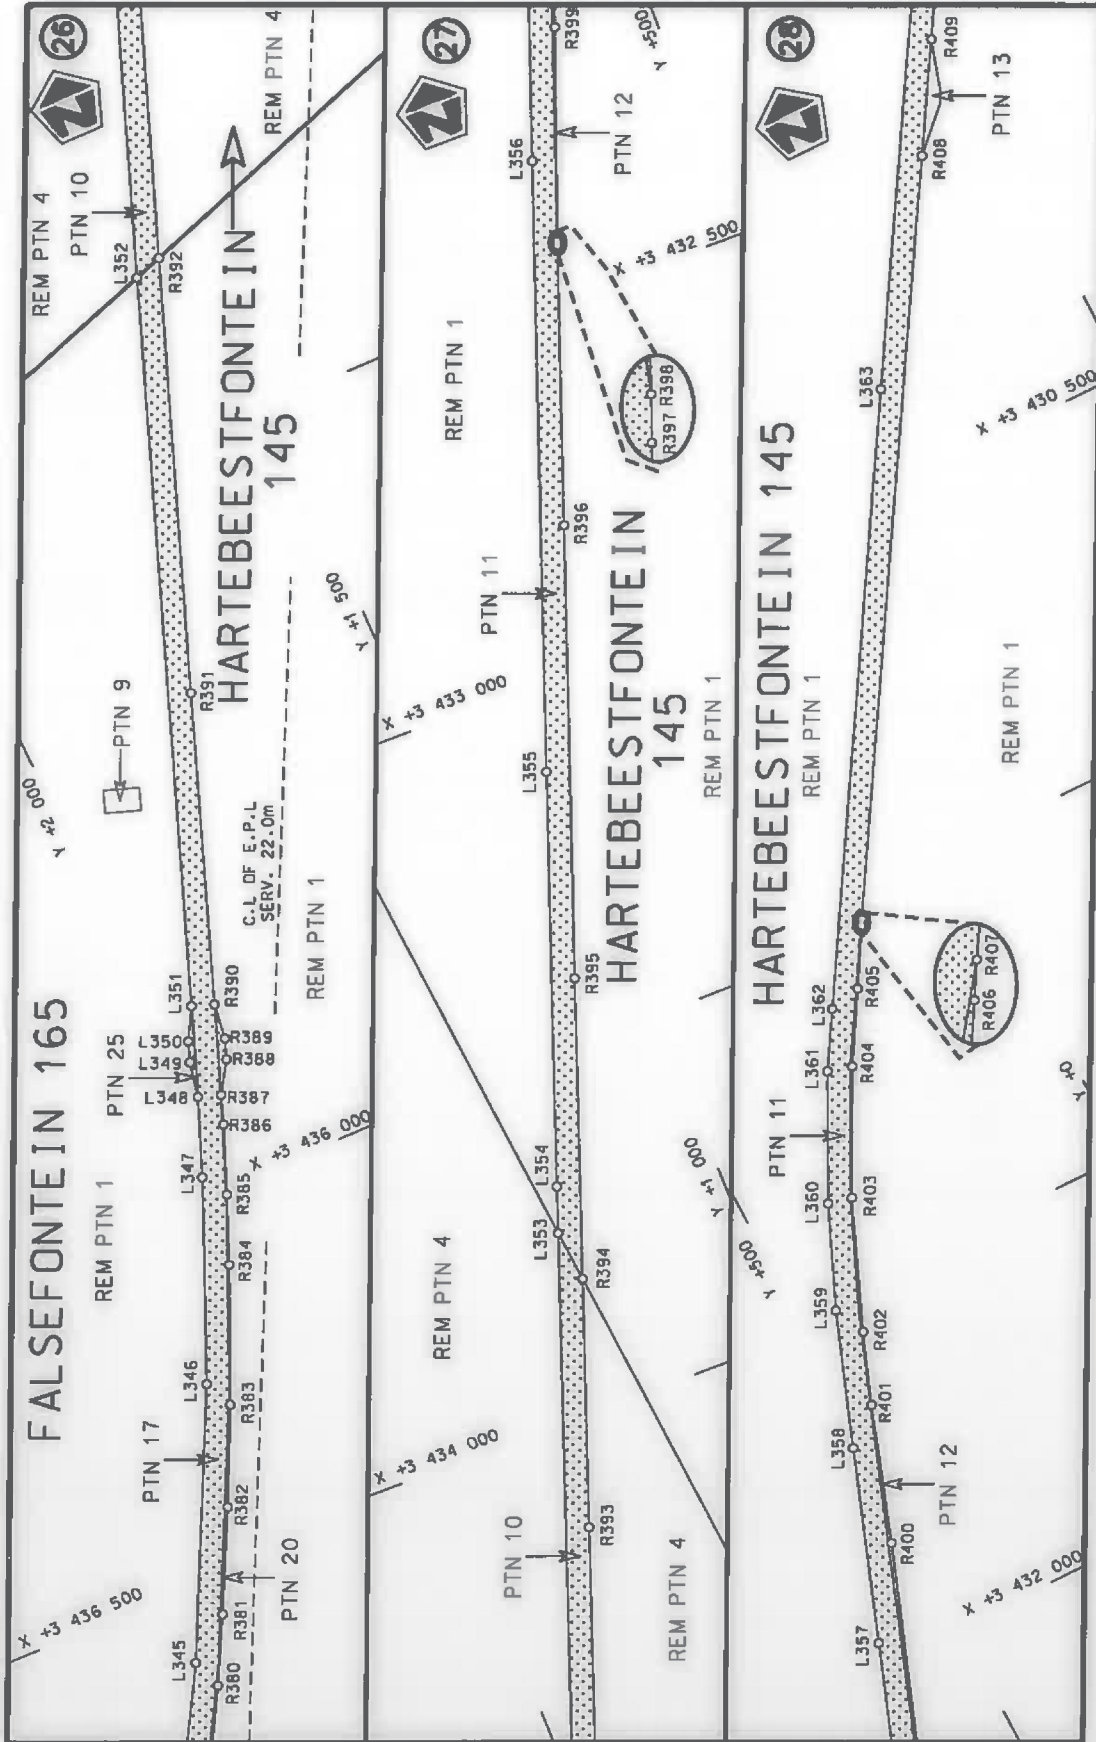 26
FALSEFONTEIN 165
REM PTN 1
REM PTN 4
PTN 10
PTN 9
PTN 25
PTN 17
Y +2 000
X +3 436 500
L345
L346
L347
L348
L349
L350
L351
L352
R380
R381
R382
R383
R384
R385
R386
R387
R388
R389
R390
R391
R392
PTN 20
X +3 436 000
C.L OF E.P.L
SERV. 22.0m
REM PTN 1
HARTEBEESTFONTEIN
145
REM PTN 4
Y +1 500
27
X +3 434 000
X +3 433 000
REM PTN 4
REM PTN 1
PTN 10
PTN 11
L353
L354
L355
L356
R393
R394
R395
R396
R397
R398
R399
PTN 12
HARTEBEESTFONTEIN
145
REM PTN 4
REM PTN 1
Y +1 000
X +3 432 500
Y +500
28
HARTEBEESTFONTEIN 145
REM PTN 1
Y +500
PTN 11
L357
L358
L359
L360
L361
L362
L363
R400
R401
R402
R403
R404
R405
R406
R407
R408
R409
PTN 12
PTN 13
X +3 432 000
REM PTN 1
Y +0
X +3 430 500